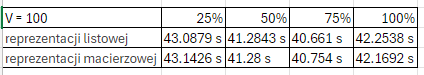 V = 100 25% 50% 75% 100%
reprezentacji listowej 43.0879 s 41.2843 s 40.661 s 42.2538 s
reprezentacji macierzowej 43.1426 s 41.28 s 40.754 s 42.1692 s